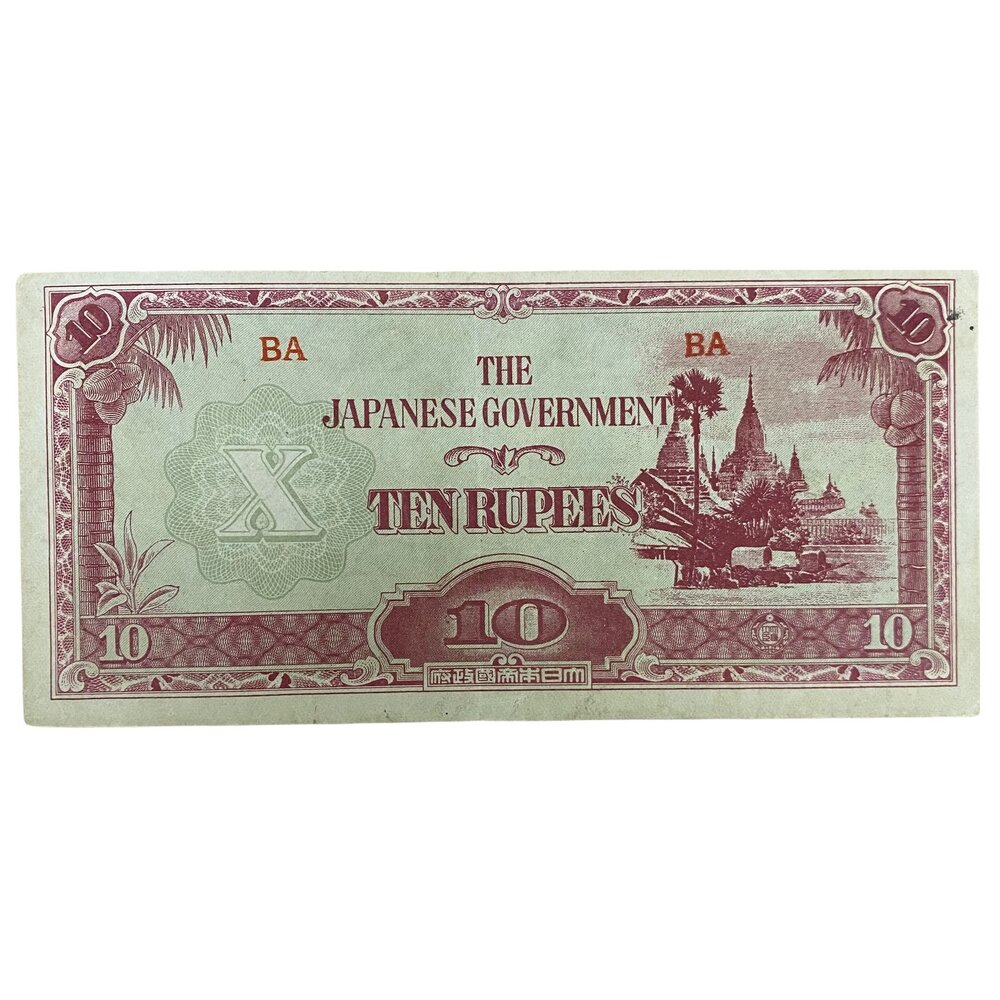 10
10
BA
BA
THE
JAPANESE GOVERNMENT
X
TEN RUPEES
10
10
10
大日本帝國政府